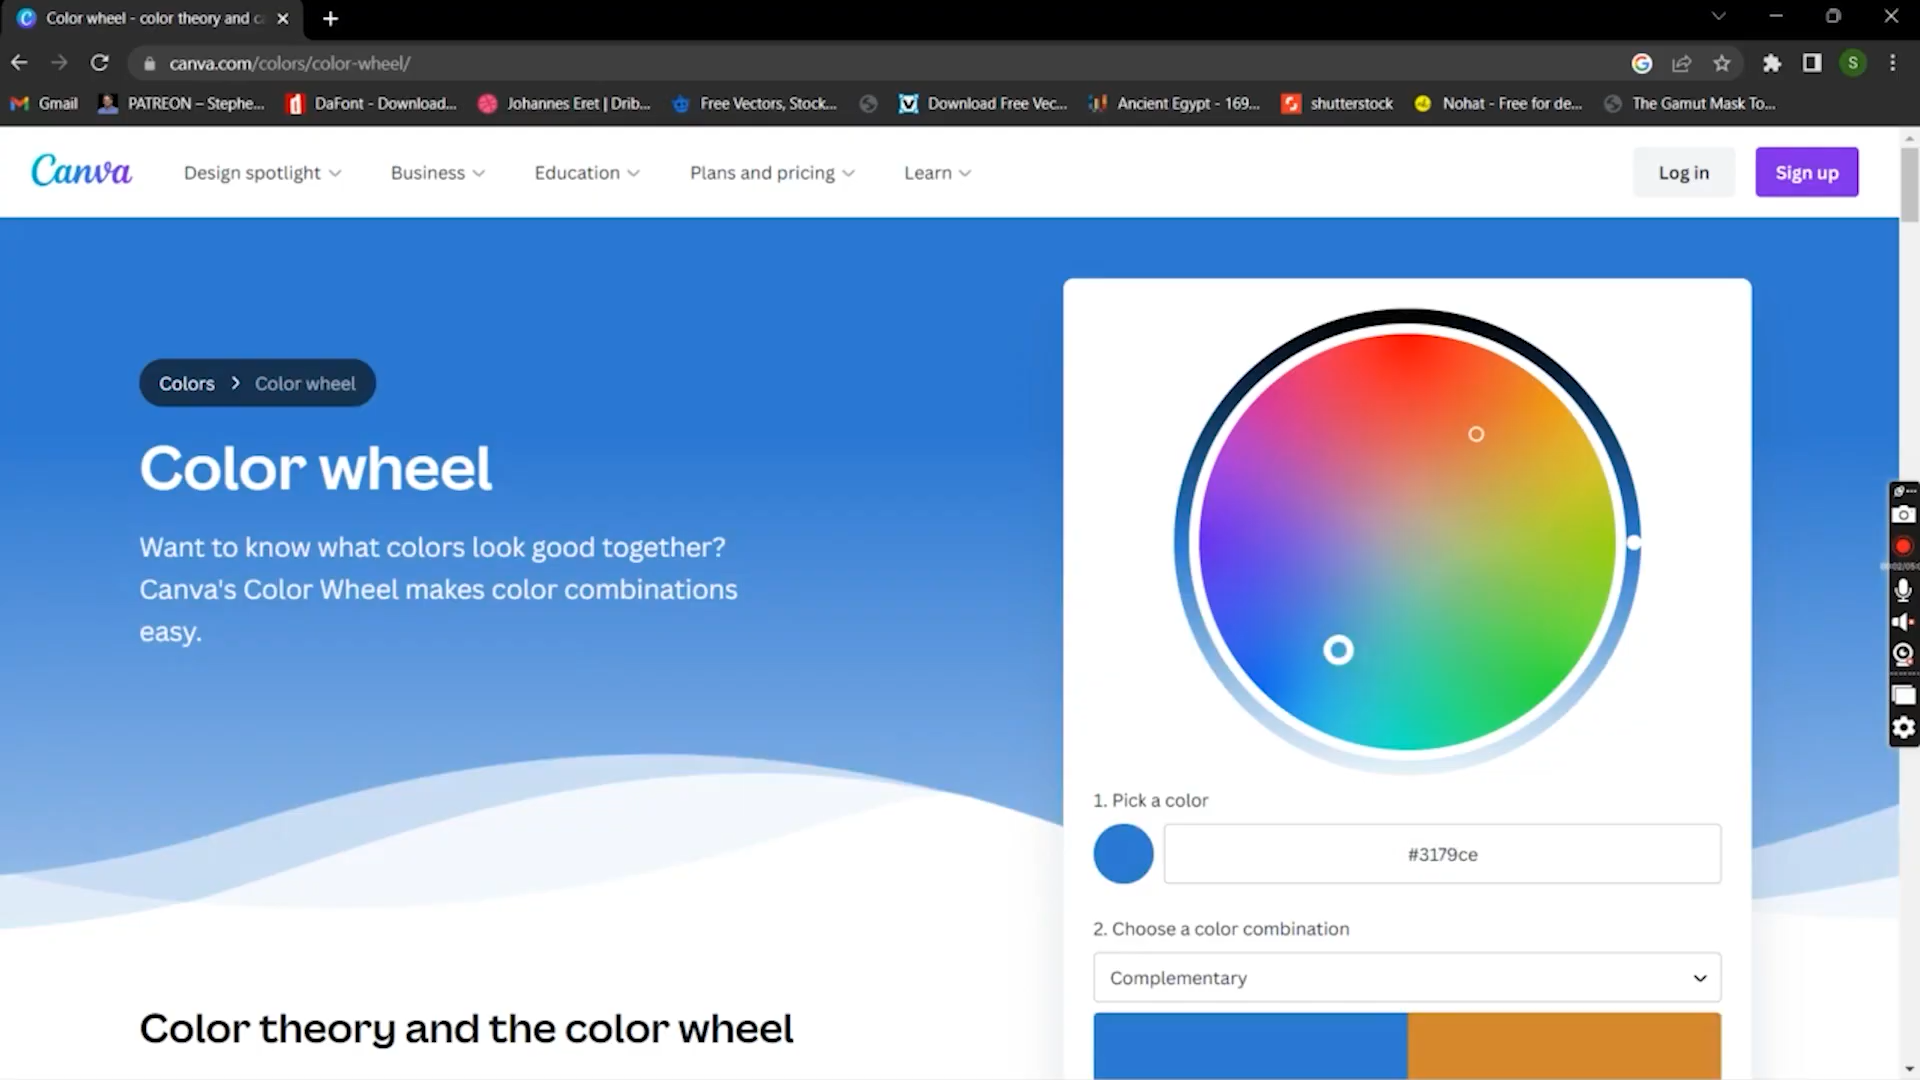 Color wheel - color theory and c
canva.com/colors/color-wheel/
S
Gmail
PATREON – Stephe...
DaFont - Download...
Johannes Eret | Drib...
Free Vectors, Stock...
Download Free Vec...
Ancient Egypt - 169...
shutterstock
Nohat - Free for de...
The Gamut Mask To...
Canva
Design spotlight
Business
Education
Plans and pricing
Learn
Log in
Sign up
Colors > Color wheel
Color wheel
Want to know what colors look good together?
Canva's Color Wheel makes color combinations
easy.
1. Pick a color
#3179ce
2. Choose a color combination
Complementary
Color theory and the color wheel